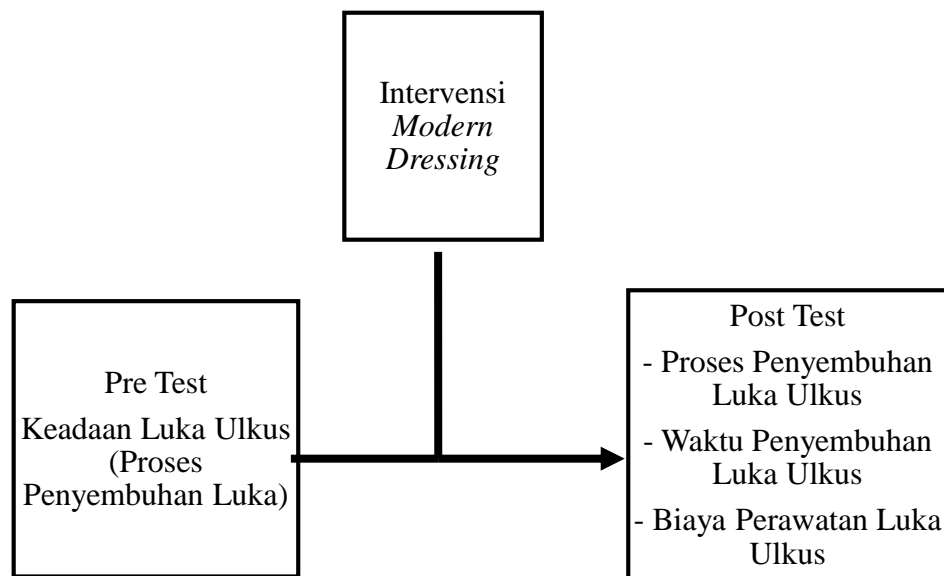 Intervensi
Modern
Dressing
Pre Test
Keadaan Luka Ulkus
(Proses
Penyembuhan Luka)
Post Test
- Proses Penyembuhan
Luka Ulkus
- Waktu Penyembuhan
Luka Ulkus
- Biaya Perawatan Luka
Ulkus